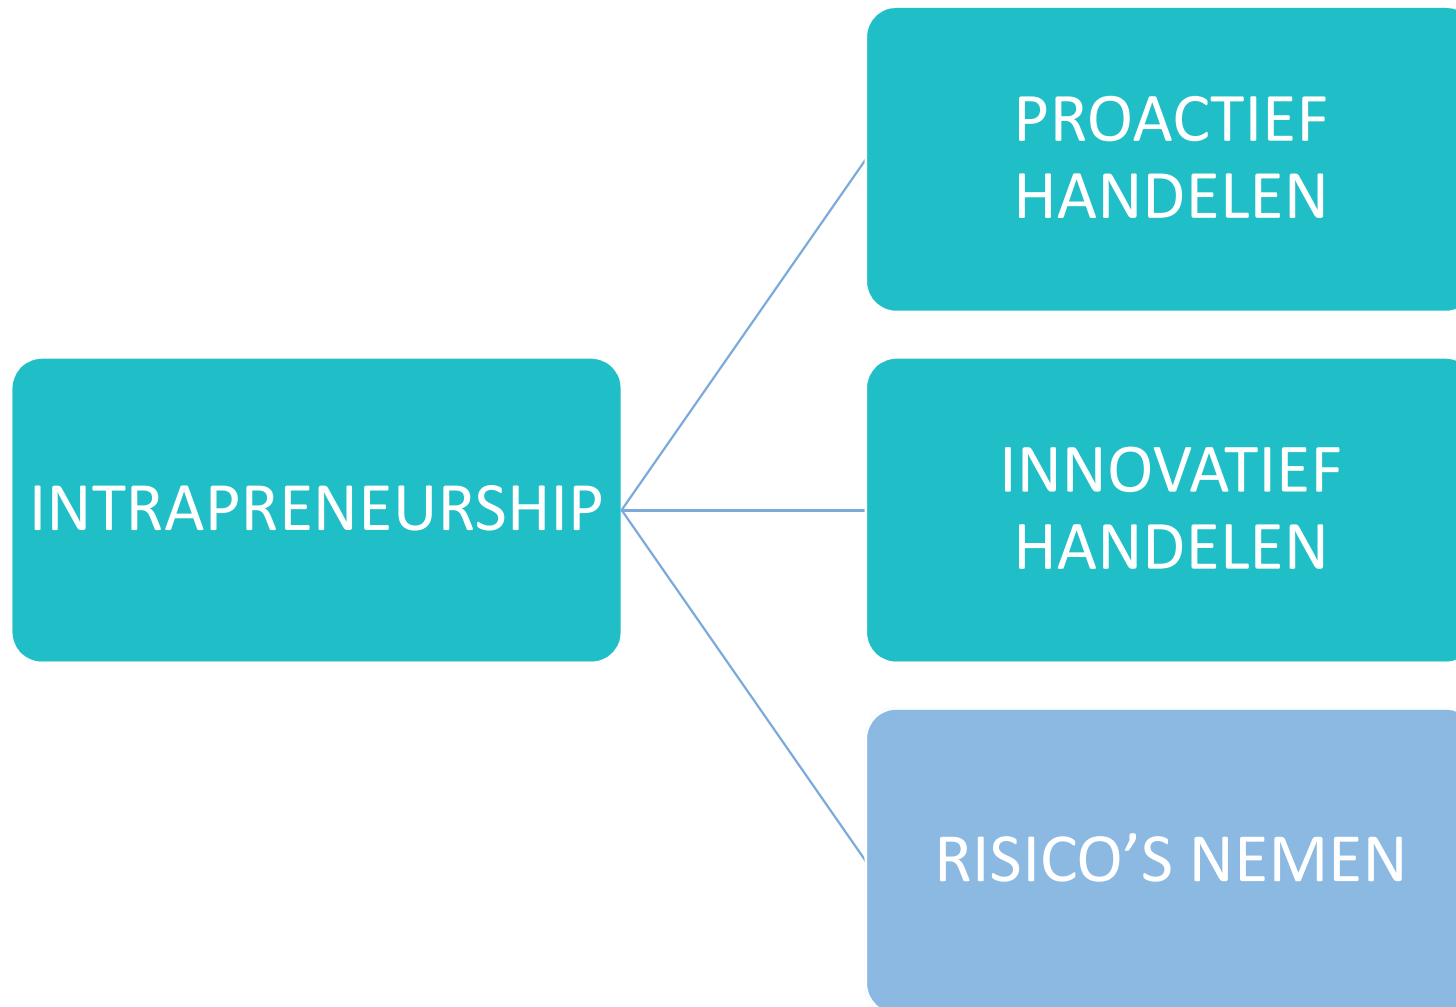 PROACTIEF
HANDELEN
INTRAPRENEURSHIP
INNOVATIEF
HANDELEN
RISICO’S NEMEN